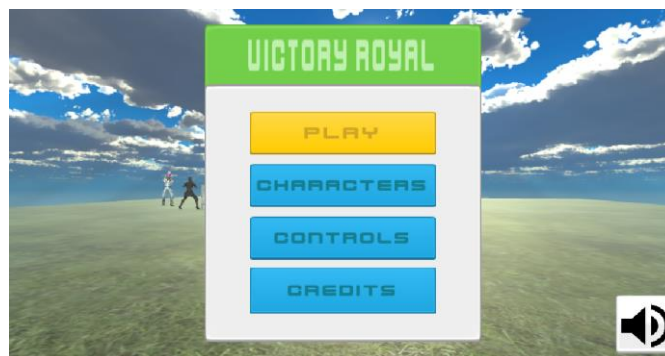 VICTORY ROYAL
PLAY
CHARACTERS
CONTROLS
CREDITS